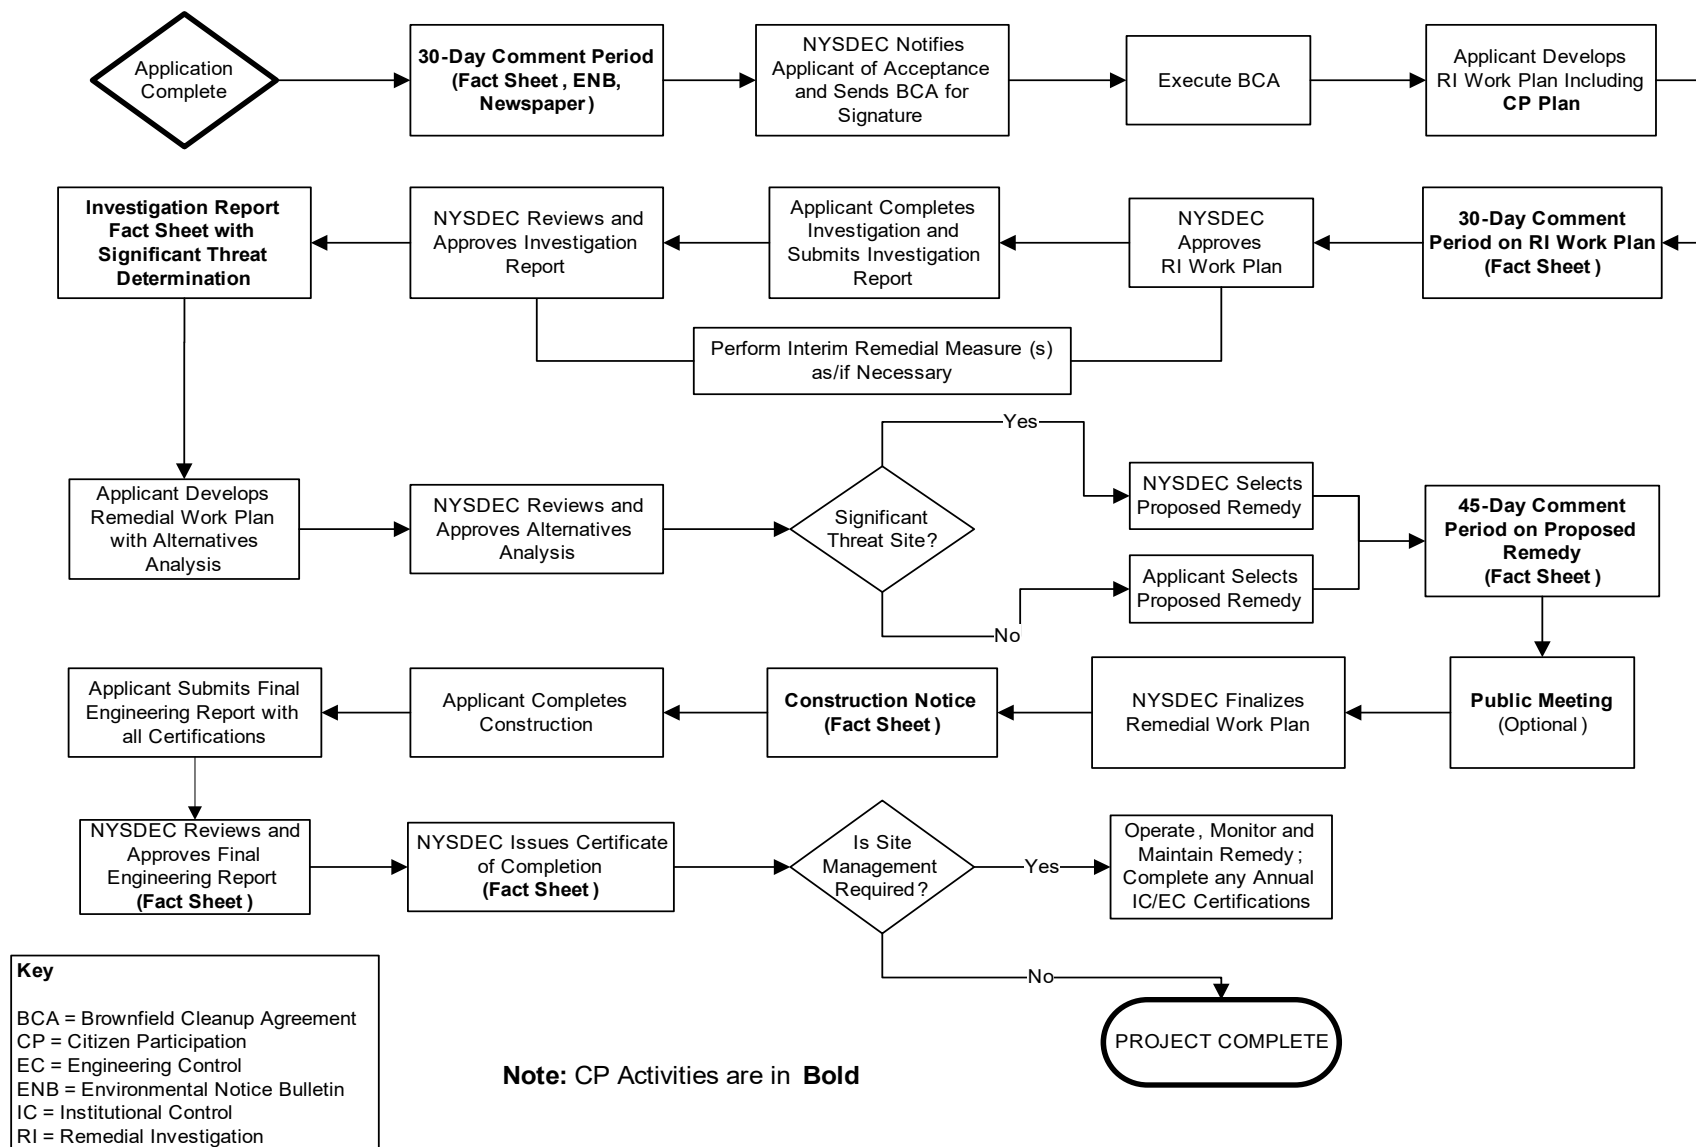 Application
Complete
30-Day Comment Period
(Fact Sheet , ENB,
Newspaper )
NYSDEC Notifies
Applicant of Acceptance
and Sends BCA for
Signature
Execute BCA
Applicant Develops
RI Work Plan Including
CP Plan
30-Day Comment
Period on RI Work Plan
(Fact Sheet )
NYSDEC
Approves
RI Work Plan
Applicant Completes
Investigation and
Submits Investigation
Report
NYSDEC Reviews and
Approves Investigation
Report
Investigation Report
Fact Sheet with
Significant Threat
Determination
Perform Interim Remedial Measure (s)
as/if Necessary
Applicant Develops
Remedial Work Plan
with Alternatives
Analysis
NYSDEC Reviews and
Approves Alternatives
Analysis
Significant
Threat Site?
Yes
No
NYSDEC Selects
Proposed Remedy
Applicant Selects
Proposed Remedy
45-Day Comment
Period on Proposed
Remedy
(Fact Sheet )
Public Meeting
(Optional )
NYSDEC Finalizes
Remedial Work Plan
Construction Notice
(Fact Sheet )
Applicant Completes
Construction
Applicant Submits Final
Engineering Report with
all Certifications
NYSDEC Reviews and
Approves Final
Engineering Report
(Fact Sheet )
NYSDEC Issues Certificate
of Completion
(Fact Sheet )
Is Site
Management
Required?
Yes
Operate , Monitor and
Maintain Remedy ;
Complete any Annual
IC/EC Certifications
No
PROJECT COMPLETE
Key
BCA = Brownfield Cleanup Agreement
CP = Citizen Participation
EC = Engineering Control
ENB = Environmental Notice Bulletin
IC = Institutional Control
RI = Remedial Investigation
Note: CP Activities are in Bold